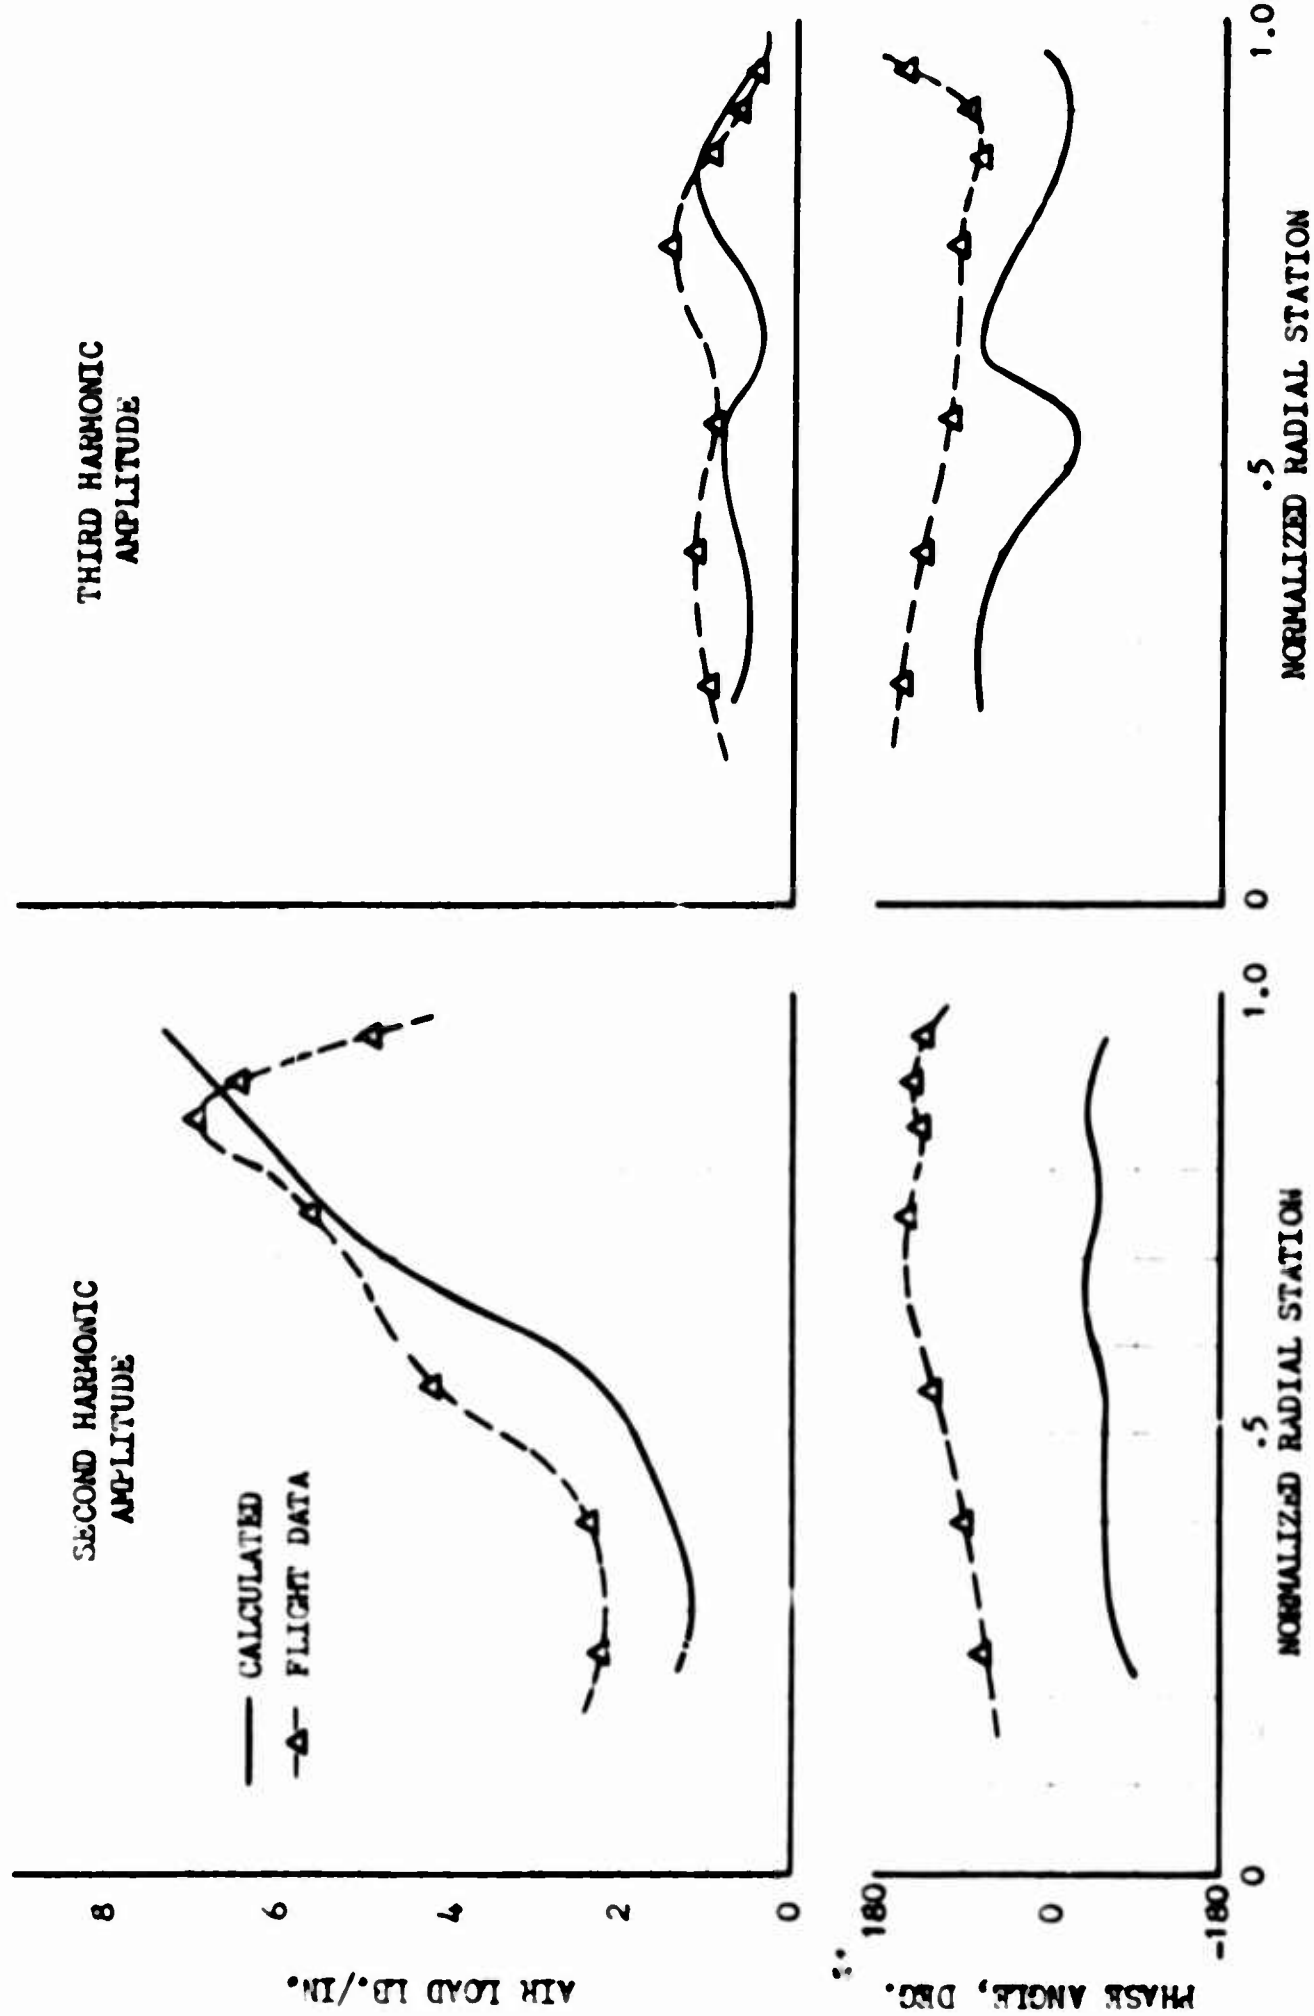 SECOND HARMONIC
AMPLITUDE
CALCULATED
FLIGHT DATA
8
6
4
2
0
AIR LOAD LB./IN.
180
0
-180
PHASE ANGLE, DEG.
0
.5
1.0
NORMALIZED RADIAL STATION
THIRD HARMONIC
AMPLITUDE
0
.5
1.0
NORMALIZED RADIAL STATION